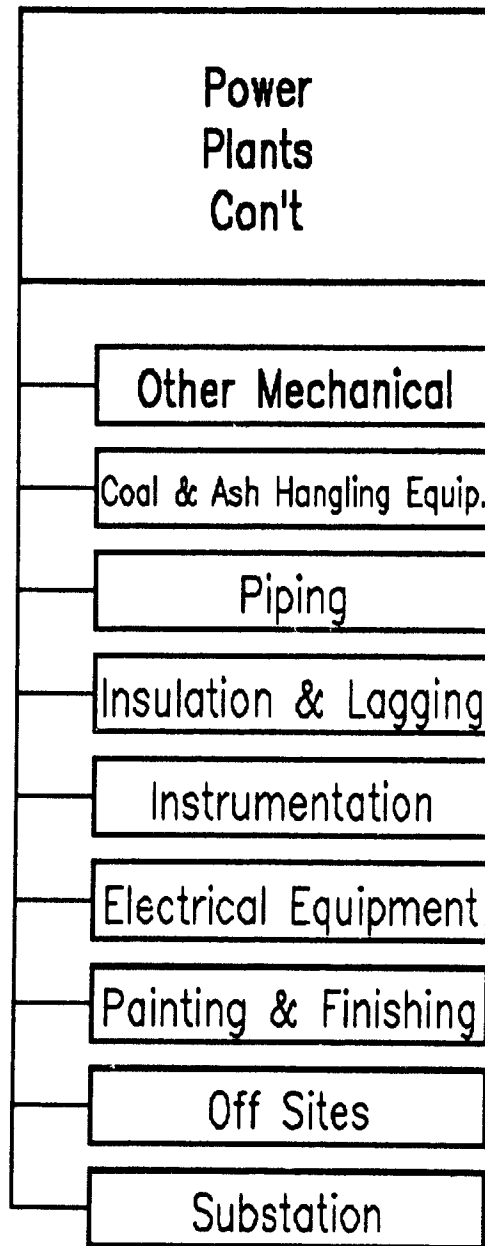 Power
Plants
Can't
Other Mechanical
Coal & Ash Hangling Equip.
Piping
Insulation & Lagging
Instrumentation
Electrical Equipment
Painting & Finishing
Off Sites
Substation